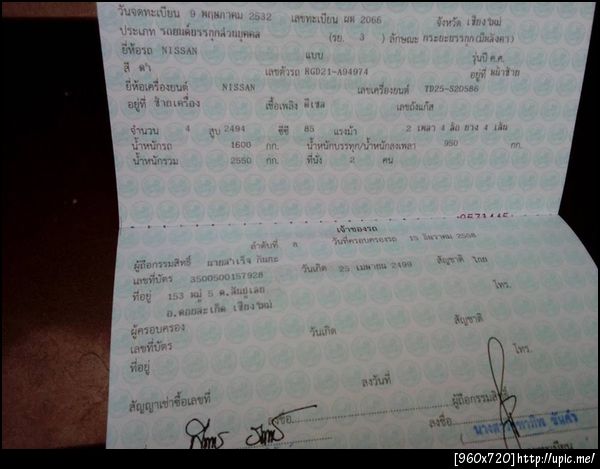 วันจดทะเบียน 9 พฤษภาคม 2532 เลขทะเบียน ผม 2066 จังหวัด เชียงใหม่
ประเภท รถยนต์บรรทุกส่วนบุคคล (รย. 3 ) ลักษณะ กระบะบรรทุก(มีหลังคา)
ยี่ห้อรถ NISSAN แบบ รุ่นปี ค.ศ.
สี ดำ เลขตัวรถ RGD21-A94974 อยู่ที่ หน้าซ้าย
ยี่ห้อเครื่องยนต์ NISSAN เลขเครื่องยนต์ TD25-S20586
อยู่ที่ ซ้ายเครื่อง เชื้อเพลิง ดีเซล เลขถังแก๊ส
จำนวน 4 สูบ 2494 ซีซี 85 แรงม้า 2 เพลา 4 ล้อ ยาง 4 เส้น
น้ำหนักรถ 1600 กก. น้ำหนักบรรทุก/น้ำหนักลงเพลา 950 กก.
น้ำหนักรวม 2550 กก. ที่นั่ง 2 คน
เจ้าของรถ
ลำดับที่ วันที่ครอบครองรถ 15 ธันวาคม
ผู้ถือกรรมสิทธิ์ นายสำเร็จ กันกะ
เลขที่บัตร 3500500157928 วันเกิด 25 เมษายน 2499 สัญชาติ ไทย
ที่อยู่ 153 หมู่ 5 ต.สันปูเลย โทร.
อ.ดอยสะเก็ด เชียงใหม่
ผู้ครอบครอง วันเกิด สัญชาติ
เลขที่บัตร
ที่อยู่ โทร.
สัญญาเช่าซื้อเลขที่ ลงวันที่
ลงชื่อ ผู้ถือกรรมสิทธิ์
ลงชื่อ
[960x720]http://upic.me/